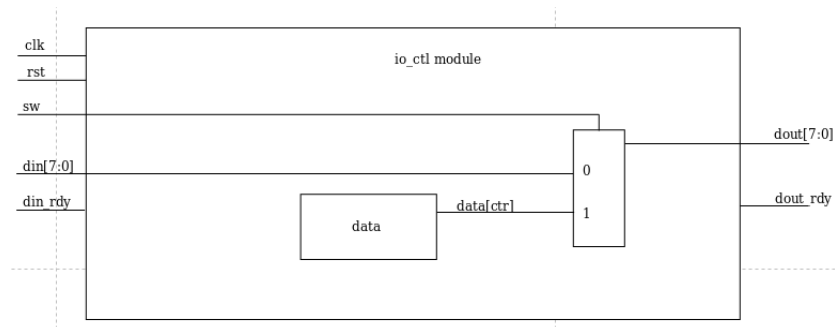 clk
io_ctl module
rst
sw
dout[7:0]
din[7:0]
0
din_rdy
data[ctr]
dout_rdy
1
data